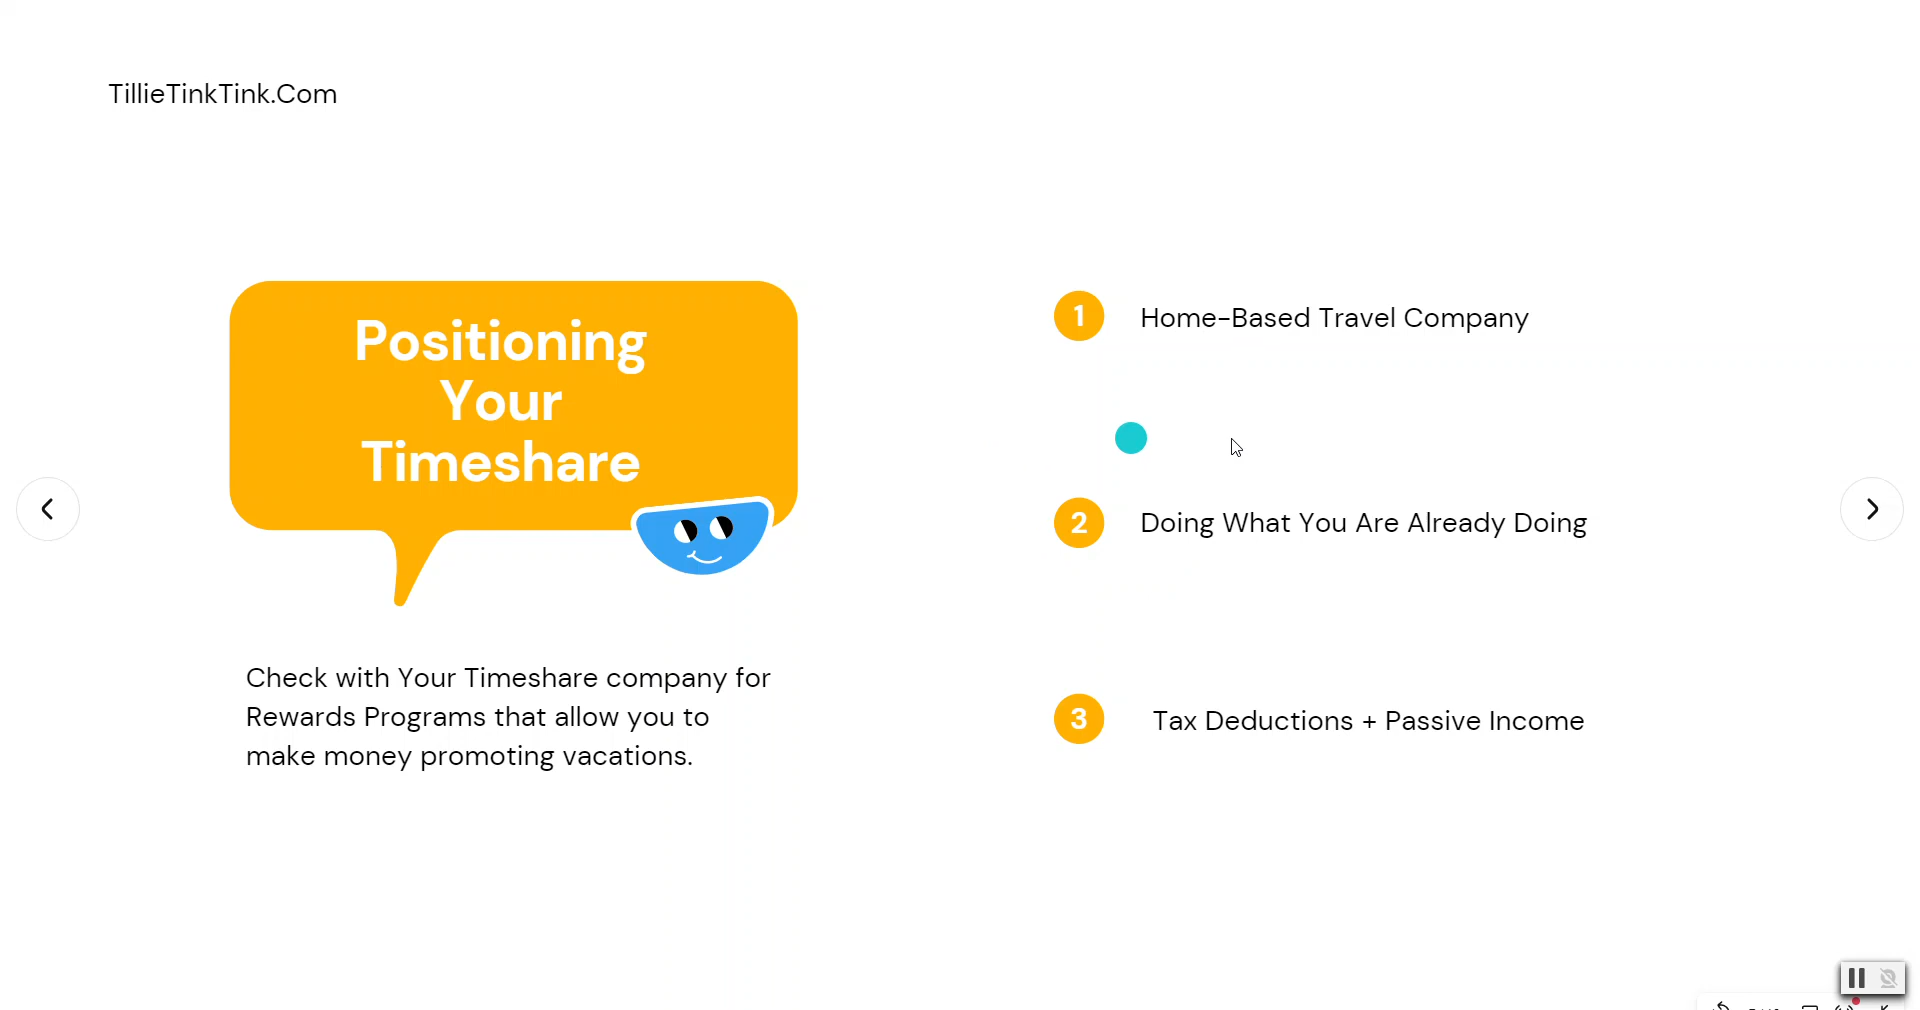 TillieTinkTink.Com
Positioning
Your
Timeshare
Check with Your Timeshare company for
Rewards Programs that allow you to
make money promoting vacations.
1 Home-Based Travel Company
2 Doing What You Are Already Doing
3 Tax Deductions + Passive Income